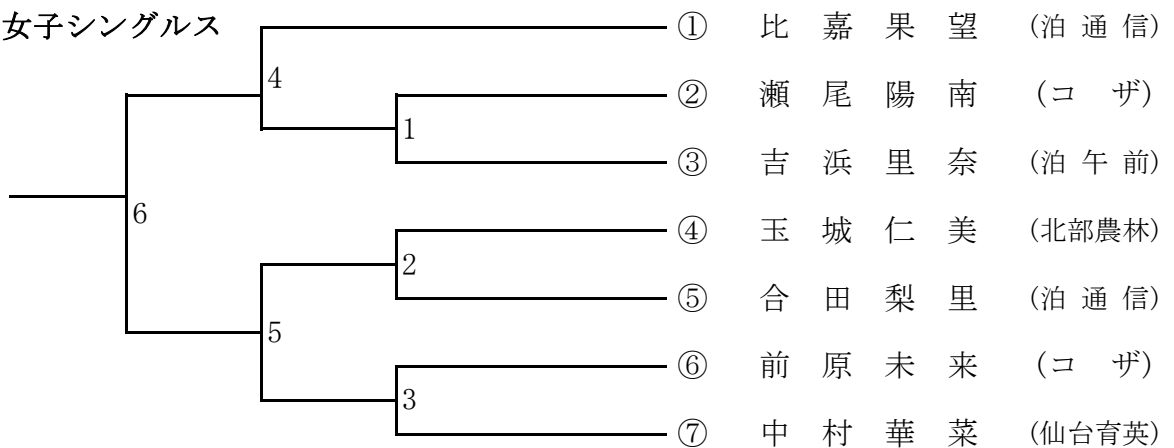 女子シングルス
① 比嘉果望 (泊通信)
4
② 瀬尾陽南 (コザ)
1
③ 吉浜里奈 (泊午前)
6
④ 玉城仁美 (北部農林)
2
⑤ 合田梨里 (泊通信)
5
⑥ 前原未来 (コザ)
3
⑦ 中村華菜 (仙台育英)